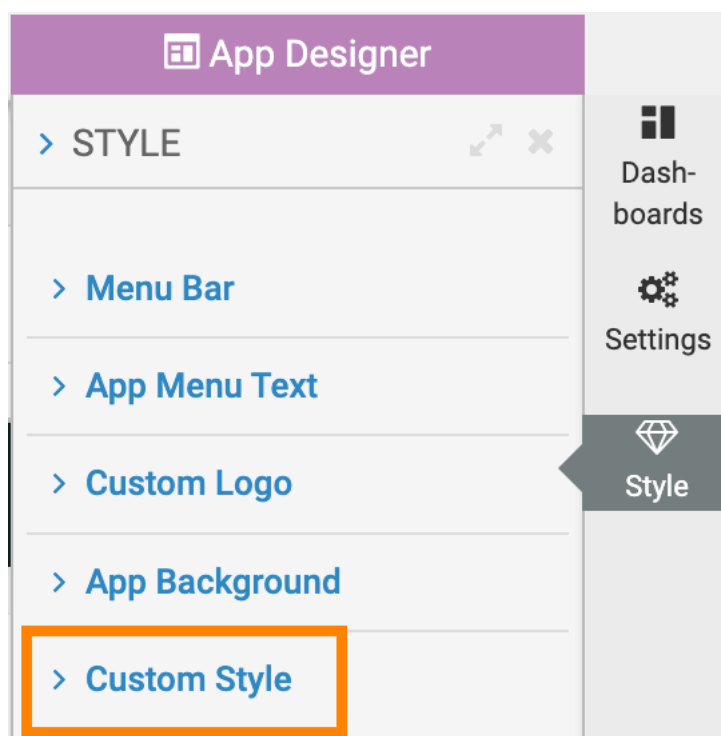 App Designer
STYLE
Menu Bar
App Menu Text
Custom Logo
App Background
Custom Style
Dash-
boards
Settings
Style